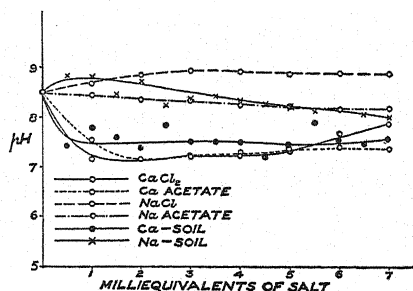 9
8
pH
7
6
5
CaCl2
Ca ACETATE
NaCl
Na ACETATE
Ca-SOIL
Na-SOIL
1 2 3 4 5 6 7
MILLIEQUIVALENTS OF SALT